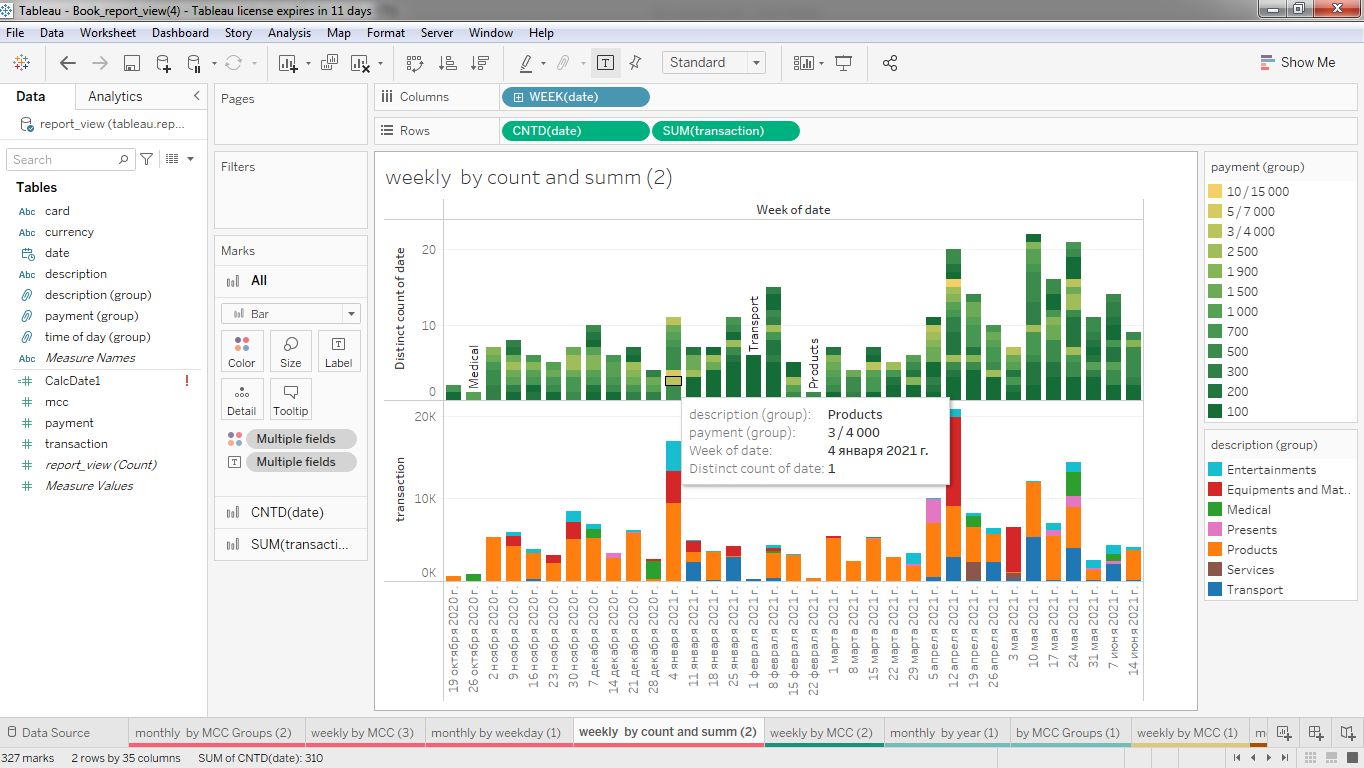 Tableau - Book_report_view(4) - Tableau license expires in 11 days
File Data Worksheet Dashboard Story Analysis Map Format Server Window Help
Standard
Show Me
Data Analytics
report_view (tableau.rep...
Search
Tables
Abc card
Abc currency
date
Abc description
description (group)
payment (group)
time of day (group)
Abc Measure Names
CalcDate1 !
mcc
payment
transaction
report_view (Count)
Measure Values
Pages
Filters
Marks
All
Bar
Color Size Label
Detail Tooltip
Multiple fields
Multiple fields
CNTD(date)
SUM(transacti...
Columns WEEK(date)
Rows CNTD(date) SUM(transaction)
weekly by count and summ (2)
Week of date
Distinct count of date
20
10
0
Medical
Transport
Products
transaction
20K
10K
0K
description (group): Products
payment (group): 3 / 4 000
Week of date: 4 января 2021 г.
Distinct count of date: 1
19 октября 2020 г.
26 октября 2020 г.
2 ноября 2020 г.
9 ноября 2020 г.
16 ноября 2020 г.
23 ноября 2020 г.
30 ноября 2020 г.
7 декабря 2020 г.
14 декабря 2020 г.
21 декабря 2020 г.
28 декабря 2020 г.
4 января 2021 г.
11 января 2021 г.
18 января 2021 г.
25 января 2021 г.
1 февраля 2021 г.
8 февраля 2021 г.
15 февраля 2021 г.
22 февраля 2021 г.
1 марта 2021 г.
8 марта 2021 г.
15 марта 2021 г.
22 марта 2021 г.
29 марта 2021 г.
5 апреля 2021 г.
12 апреля 2021 г.
19 апреля 2021 г.
26 апреля 2021 г.
3 мая 2021 г.
10 мая 2021 г.
17 мая 2021 г.
24 мая 2021 г.
31 мая 2021 г.
7 июня 2021 г.
14 июня 2021 г.
payment (group)
10 / 15 000
5 / 7 000
3 / 4 000
2 500
1 900
1 500
1 000
700
500
300
200
100
description (group)
Entertainments
Equipments and Mat..
Medical
Presents
Products
Services
Transport
Data Source
monthly by MCC Groups (2)
weekly by MCC (3)
monthly by weekday (1)
weekly by count and summ (2)
weekly by MCC (2)
monthly by year (1)
by MCC Groups (1)
weekly by MCC (1)
327 marks 2 rows by 35 columns SUM of CNTD(date): 310